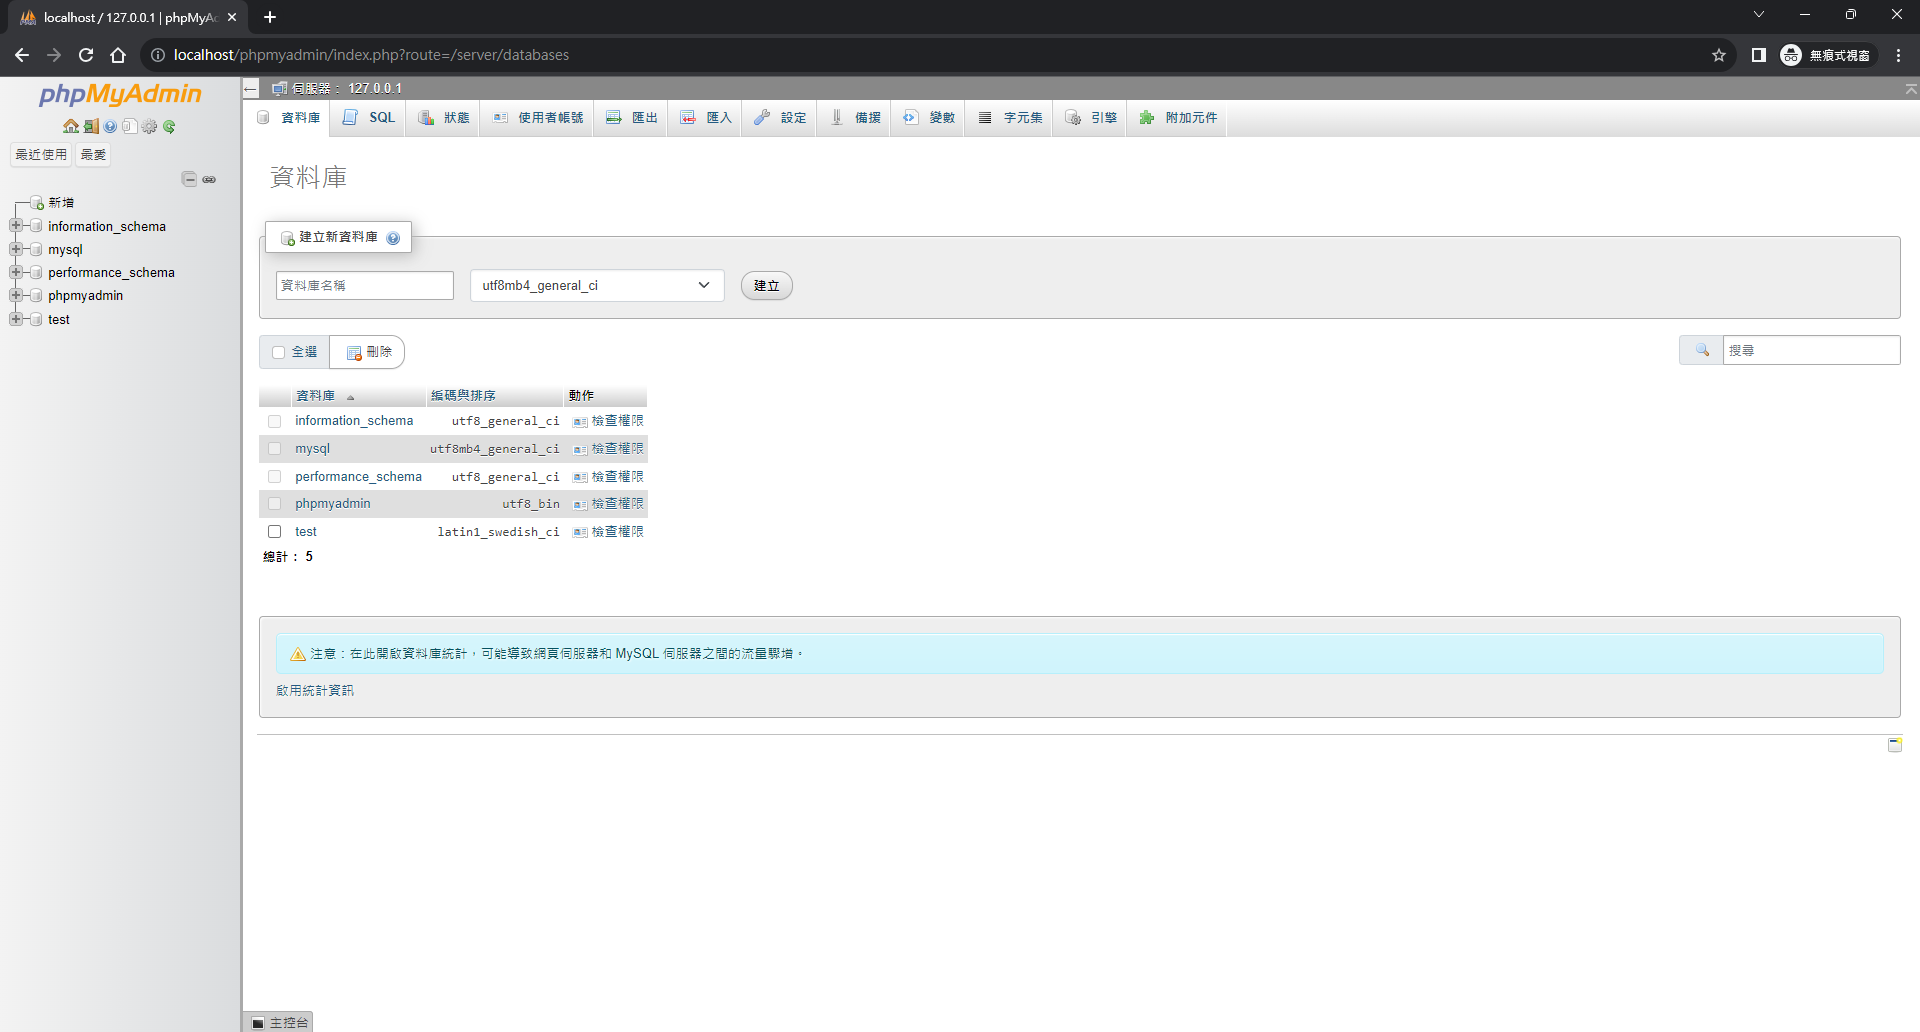 localhost / 127.0.0.1 | phpMyAd
localhost/phpmyadmin/index.php?route=/server/databases
無痕式視窗
phpMyAdmin
最近使用 最愛
新增
information_schema
mysql
performance_schema
phpmyadmin
test
伺服器： 127.0.0.1
資料庫 SQL 狀態 使用者帳號 匯出 匯入 設定 備援 變數 字元集 引擎 附加元件
資料庫
建立新資料庫
資料庫名稱 utf8mb4_general_ci 建立
全選 刪除 搜尋
資料庫 編碼與排序 動作
information_schema utf8_general_ci 檢查權限
mysql utf8mb4_general_ci 檢查權限
performance_schema utf8_general_ci 檢查權限
phpmyadmin utf8_bin 檢查權限
test latin1_swedish_ci 檢查權限
總計： 5
注意：在此開啟資料庫統計，可能導致網頁伺服器和 MySQL 伺服器之間的流量驟增。
啟用統計資訊
主控台